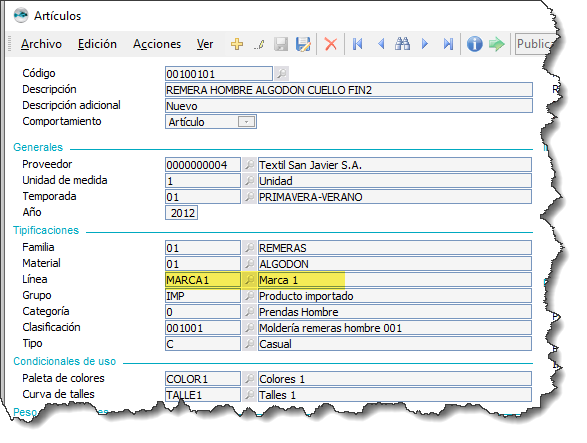 Artículos
Archivo Edición Acciones Ver Public
Código 00100101
Descripción REMERA HOMBRE ALGODON CUELLO FIN2
Descripción adicional Nuevo
Comportamiento Artículo
Generales
Proveedor 0000000004 Textil San Javier S.A.
Unidad de medida 1 Unidad
Temporada 01 PRIMAVERA-VERANO
Año 2012
Tipificaciones
Familia 01 REMERAS
Material 01 ALGODON
Línea MARCA1 Marca 1
Grupo IMP Producto importado
Categoría 0 Prendas Hombre
Clasificación 001001 Moldería remeras hombre 001
Tipo C Casual
Condicionales de uso
Paleta de colores COLOR1 Colores 1
Curva de talles TALLE1 Talles 1